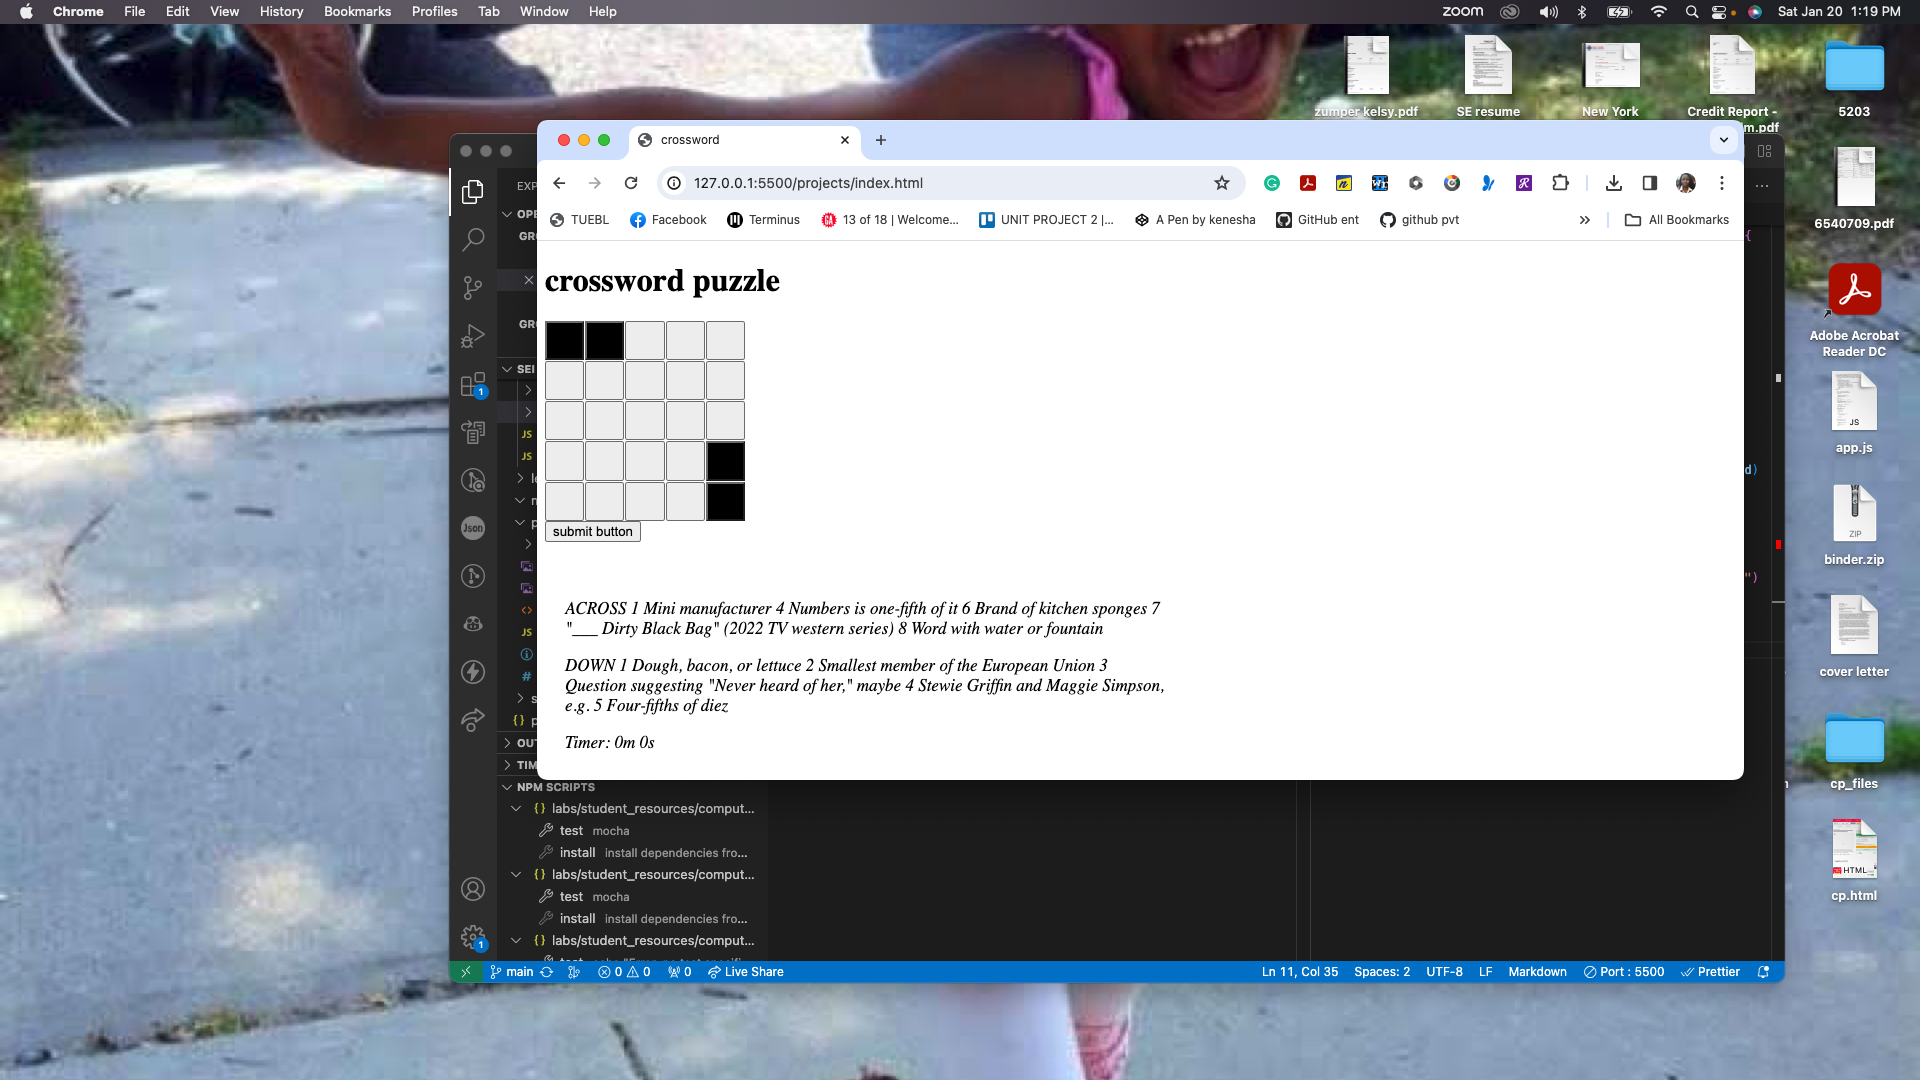 Chrome File Edit View History Bookmarks Profiles Tab Window Help
zoom Sat Jan 20 1:19 PM
zumper kelsy.pdf
SE resume
New York
Credit Report -
m.pdf
5203
6540709.pdf
Adobe Acrobat
Reader DC
JS
app.js
ZIP
binder.zip
cover letter
cp_files
HTML
cp.html
crossword
127.0.0.1:5500/projects/index.html
TUEBL Facebook Terminus 13 of 18 | Welcome... UNIT PROJECT 2 |... A Pen by kenesha GitHub ent github pvt All Bookmarks
crossword puzzle
submit button
ACROSS 1 Mini manufacturer 4 Numbers is one-fifth of it 6 Brand of kitchen sponges 7
"___ Dirty Black Bag" (2022 TV western series) 8 Word with water or fountain
DOWN 1 Dough, bacon, or lettuce 2 Smallest member of the European Union 3
Question suggesting "Never heard of her," maybe 4 Stewie Griffin and Maggie Simpson,
e.g. 5 Four-fifths of diez
Timer: 0m 0s
EXP
OPE
GR
GR
SEI
JS
JS
JS
Json
OUT
TIM
NPM SCRIPTS
labs/student_resources/comput...
test mocha
install install dependencies fro...
labs/student_resources/comput...
test mocha
install install dependencies fro...
labs/student_resources/comput...
main 0 0 0 Live Share
Ln 11, Col 35 Spaces: 2 UTF-8 LF Markdown Port : 5500 Prettier